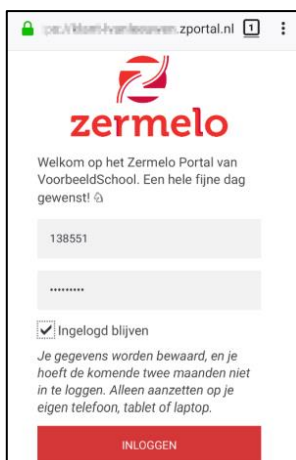 .zportal.nl 1
zermelo
Welkom op het Zermelo Portal van
VoorbeeldSchool. Een hele fijne dag
gewenst!
138551
•••••••••
Ingelogd blijven
Je gegevens worden bewaard, en je
hoeft de komende twee maanden niet
in te loggen. Alleen aanzetten op je
eigen telefoon, tablet of laptop.
INLOGGEN